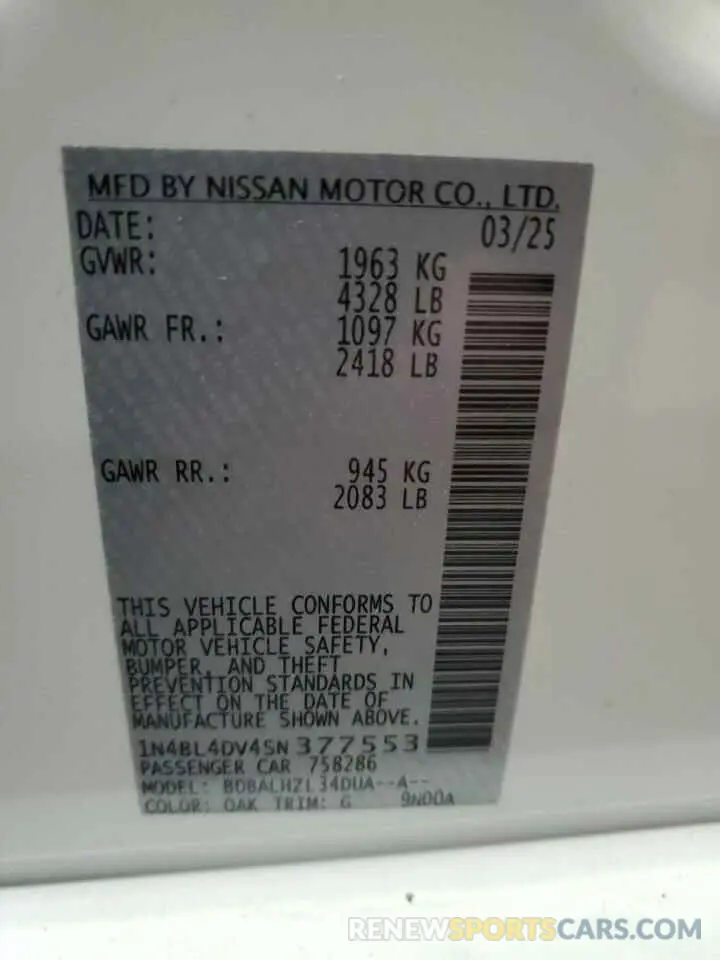 MFD BY NISSAN MOTOR CO., LTD.
DATE: 03/25
GVWR: 1963 KG
4328 LB
GAWR FR.: 1097 KG
2418 LB
GAWR RR.: 945 KG
2083 LB
THIS VEHICLE CONFORMS TO
ALL APPLICABLE FEDERAL
MOTOR VEHICLE SAFETY,
BUMPER, AND THEFT
PREVENTION STANDARDS IN
EFFECT ON THE DATE OF
MANUFACTURE SHOWN ABOVE.
1N4BL4DV4SN377553
PASSENGER CAR 758286
MODEL: BDBALHZL34DUA--A--
COLOR: QAK TRIM: G 9N00A
RENEWSPORTSCARS.COM